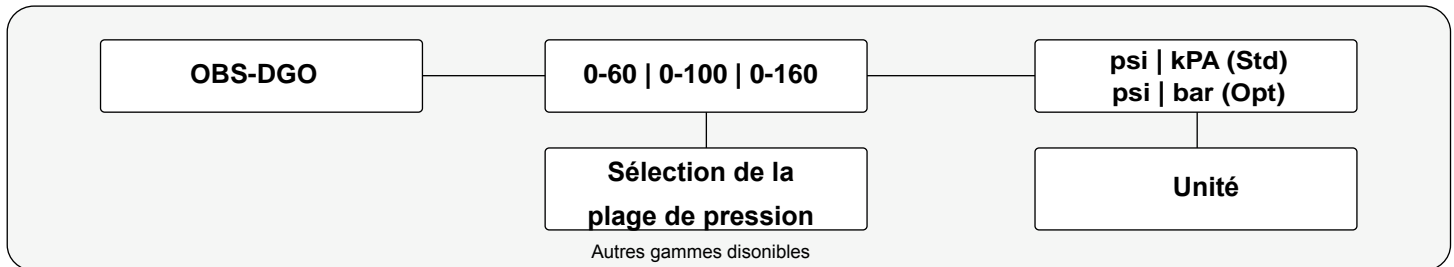 OBS-DGO
0-60 | 0-100 | 0-160
psi | kPA (Std)
psi | bar (Opt)
Sélection de la
plage de pression
Unité
Autres gammes disonibles